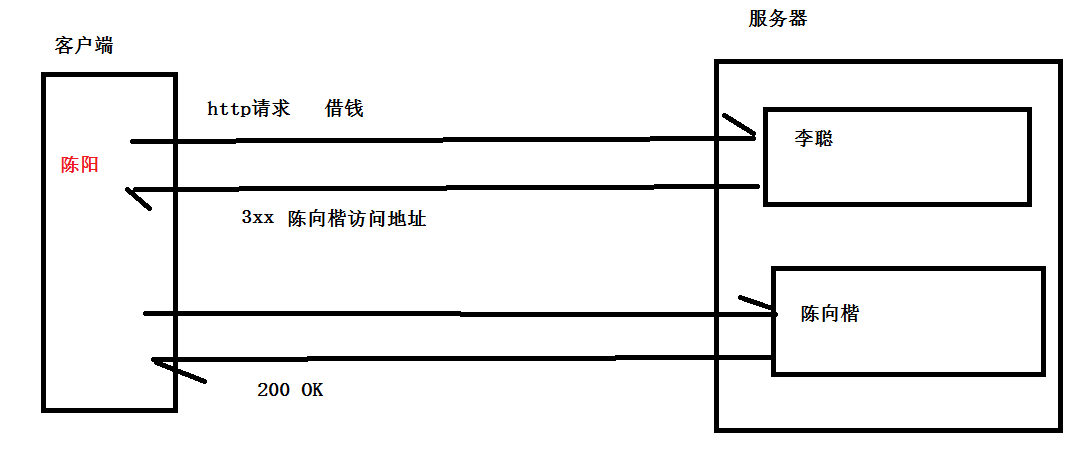 服务器
客户端
http请求 借钱
李聪
陈阳
3xx 陈向楷访问地址
陈向楷
200 OK